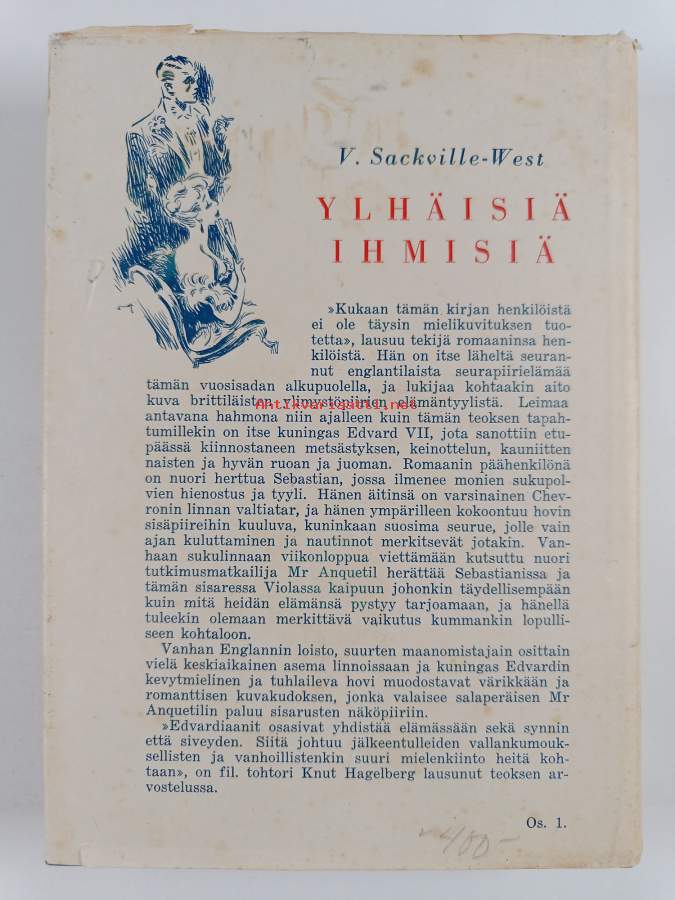 V. Sackville-West
YLHÄISIÄ
IHMISIÄ
»Kukaan tämän kirjan henkilöistä
ei ole täysin mielikuvituksen tuo-
tetta», lausuu tekijä romaaninsa hen-
kilöistä. Hän on itse läheltä seuran-
nut englantilaista seurapiirielämää
tämän vuosisadan alkupuolella, ja lukijaa kohtaakin aito
kuva brittiläisten ylimystöpiirien elämäntyylistä. Leimaa
Antikvariaatti.net
antavana hahmona niin ajalleen kuin tämän teoksen tapah-
tumillekin on itse kuningas Edvard VII, jota sanottiin etu-
päässä kiinnostaneen metsästyksen, keinottelun, kauniitten
naisten ja hyvän ruoan ja juoman. Romaanin päähenkilönä
on nuori herttua Sebastian, jossa ilmenee monien sukupol-
vien hienostus ja tyyli. Hänen äitinsä on varsinainen Chev-
ronin linnan valtiatar, ja hänen ympärilleen kokoontuu hovin
sisäpiireihin kuuluva, kuninkaan suosima seurue, jolle vain
ajan kuluttaminen ja nautinnot merkitsevät jotakin. Van-
haan sukulinnaan viikonloppua viettämään kutsuttu nuori
tutkimusmatkailija Mr Anquetil herättää Sebastianissa ja
tämän sisaressa Violassa kaipuun johonkin täydellisempään
kuin mitä heidän elämänsä pystyy tarjoamaan, ja hänellä
tuleekin olemaan merkittävä vaikutus kummankin lopulli-
seen kohtaloon.
Vanhan Englannin loisto, suurten maanomistajain osittain
vielä keskiaikainen asema linnoissaan ja kuningas Edvardin
kevytmielinen ja tuhlaileva hovi muodostavat värikkään ja
romanttisen kuvakudoksen, jonka valaisee salaperäisen Mr
Anquetilin paluu sisarusten näköpiiriin.
»Edvardiaanit osasivat yhdistää elämässään sekä synnin
että siveyden. Siitä johtuu jälkeentulleiden vallankumouk-
sellisten ja vanhoillistenkin suuri mielenkiinto heitä koh-
taan», on fil. tohtori Knut Hagelberg lausunut teoksen ar-
vostelussa.
Os. 1.
-400-